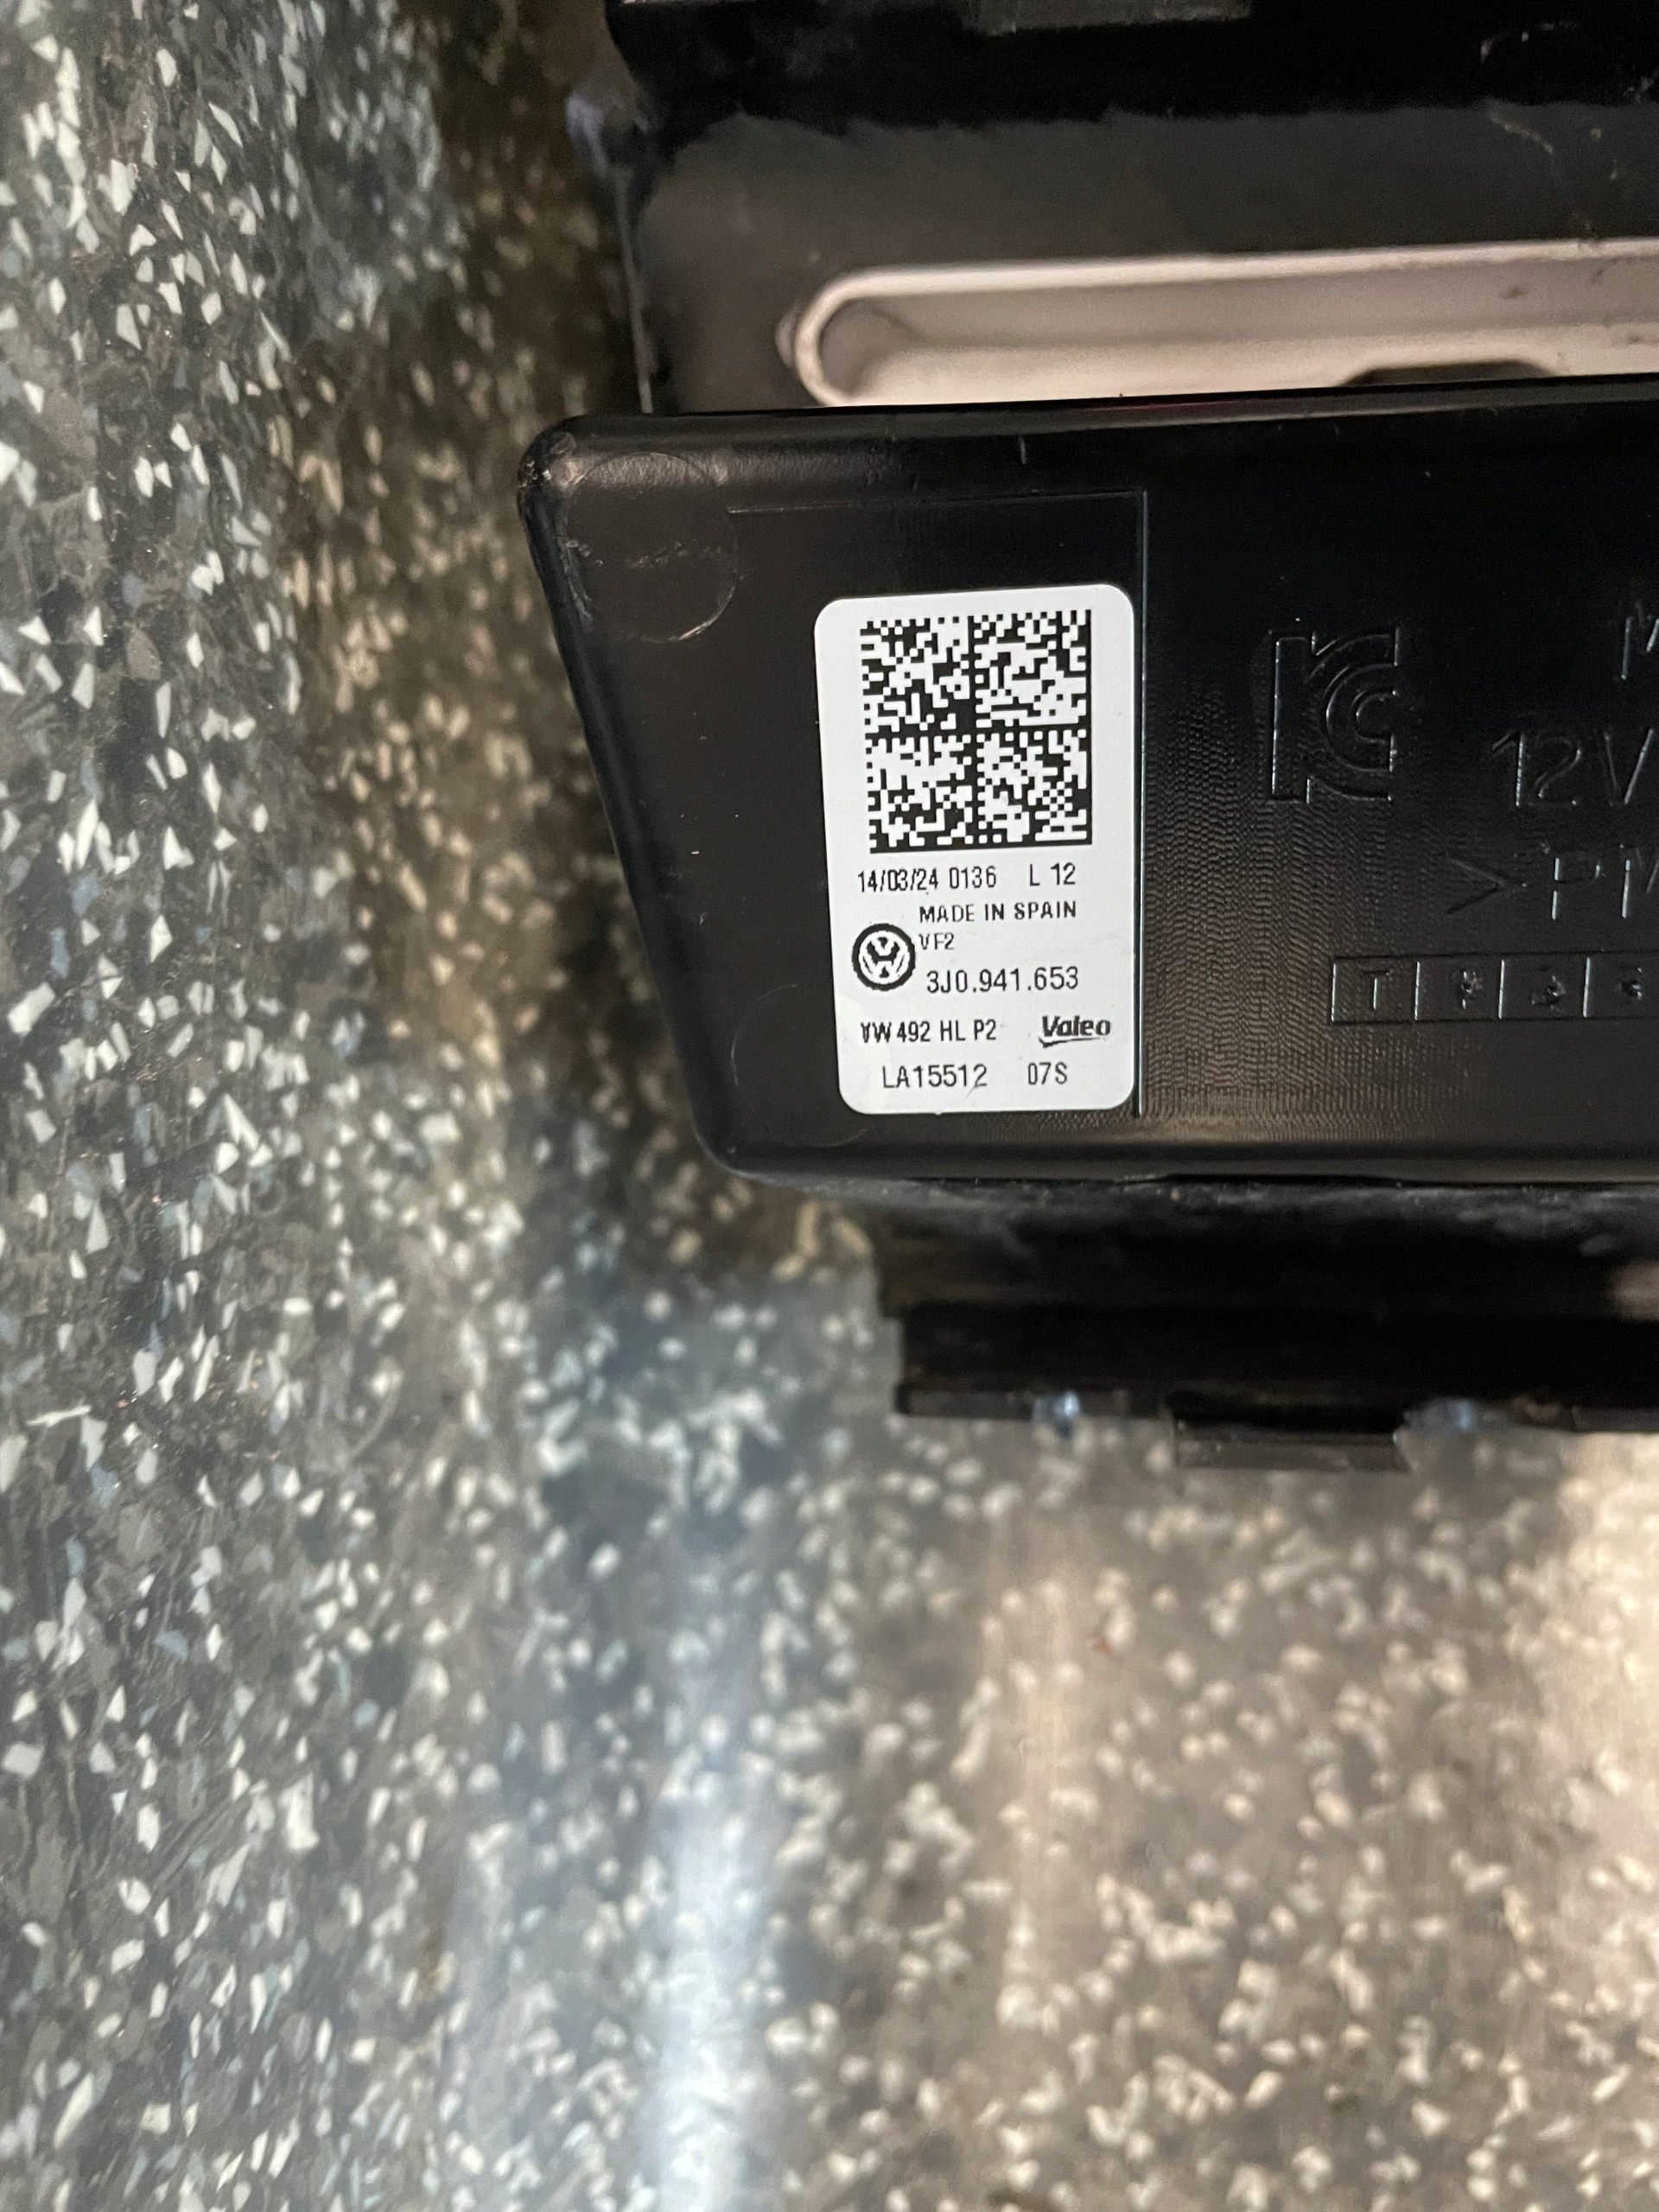 14/03/24 0136 L 12
MADE IN SPAIN
VF2
3J0.941.653
VW 492 HL P2 Valeo
LA15512 07S
12V